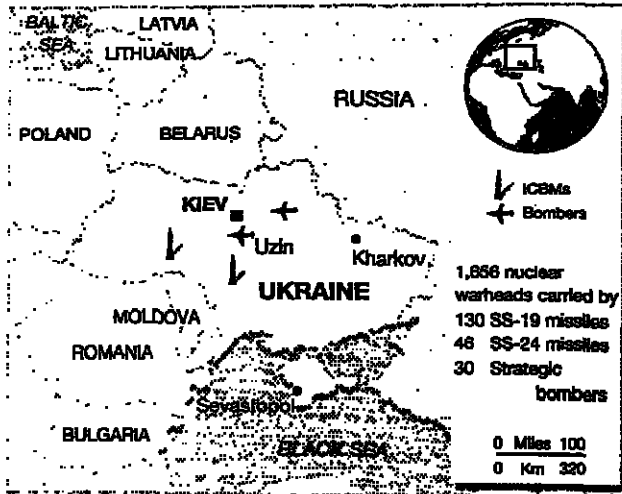 BALTIC
SEA
LATVIA
LITHUANIA
RUSSIA
POLAND
BELARUS
KIEV
Uzin
Kharkov
UKRAINE
MOLDOVA
ROMANIA
Sevastopol
BULGARIA
BLACK SEA
ICBMs
Bombers
1,656 nuclear
warheads carried by
130 SS-19 missiles
46 SS-24 missiles
30 Strategic
bombers
0 Miles 100
0 Km 320